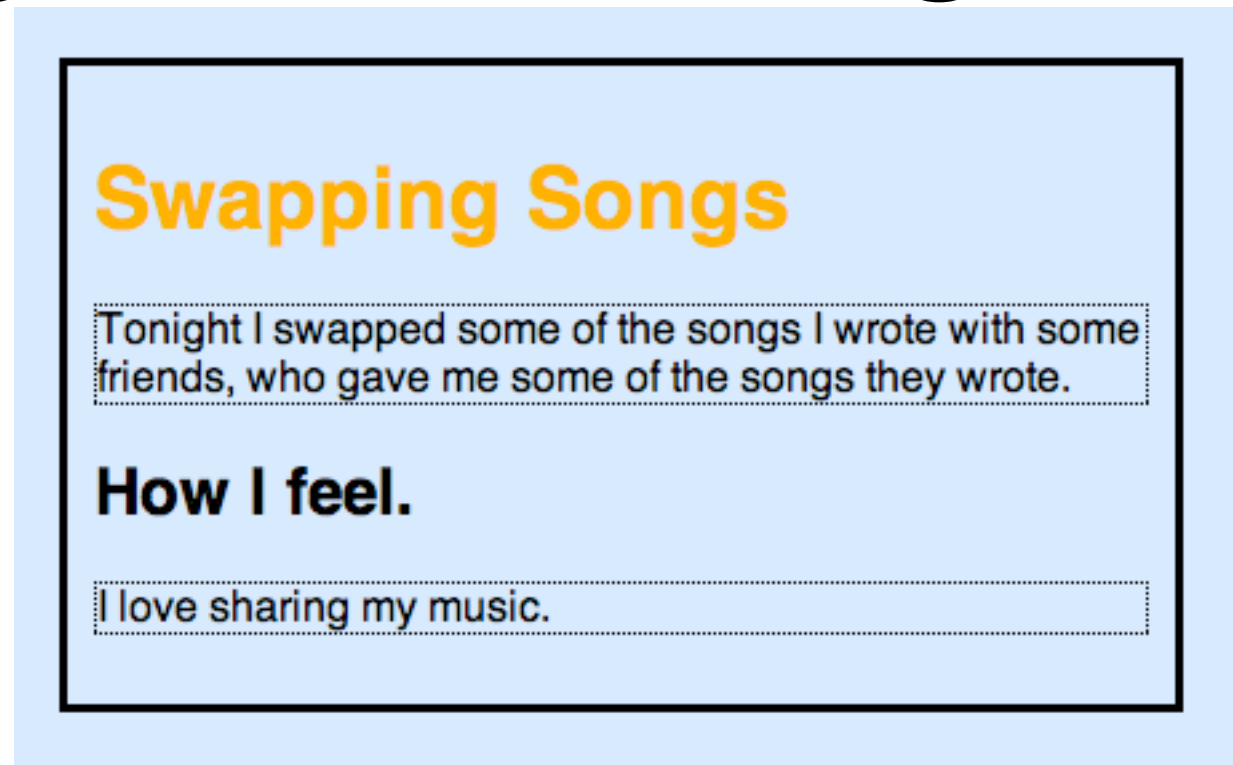 Swapping Songs
Tonight I swapped some of the songs I wrote with some
friends, who gave me some of the songs they wrote.
How I feel.
I love sharing my music.